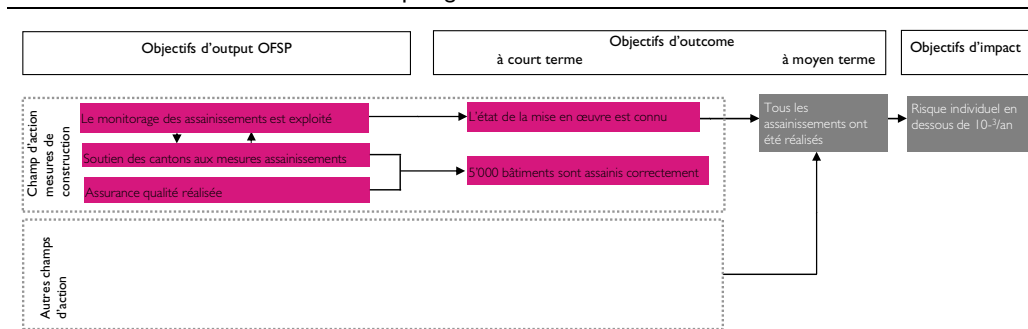 Objectifs d'output OFSP
Objectifs d'outcome
à court terme
à moyen terme
Objectifs d'impact
Champ d'action
mesures de
construction
Le monitorage des assainissements est exploité
Soutien des cantons aux mesures assainissements
Assurance qualité réalisée
L'état de la mise en œuvre est connu
5'000 bâtiments sont assainis correctement
Tous les
assainissements ont
été réalisés
Risque individuel en
dessous de 10-³/an
Autres champs
d'action